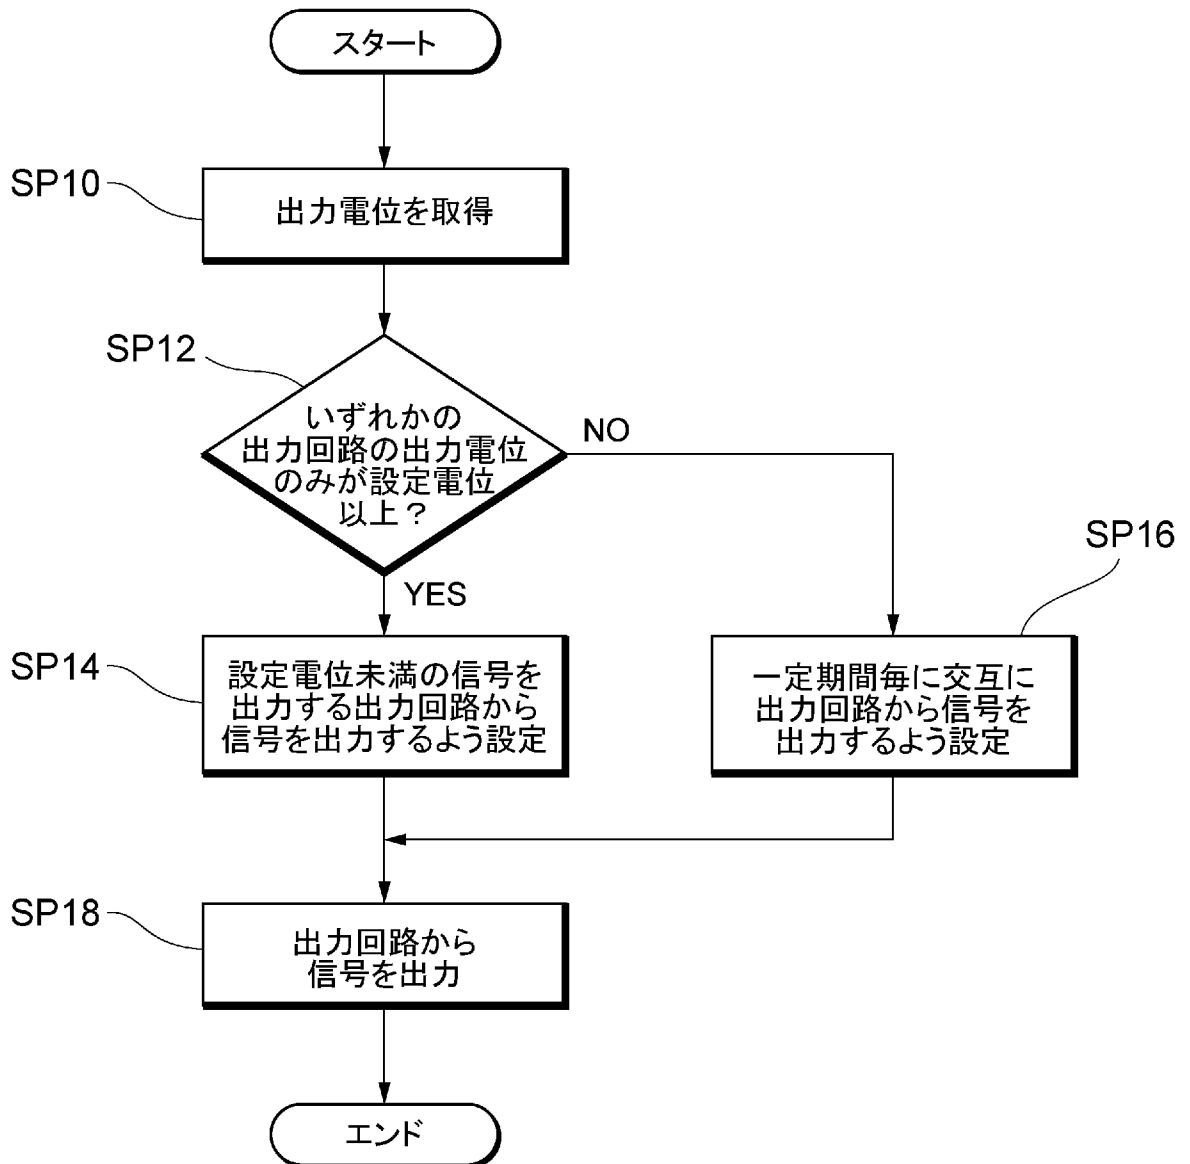 スタート
SP10
出力電位を取得
SP12
いずれかの
出力回路の出力電位
のみが設定電位
以上?
NO
YES
SP14
設定電位未満の信号を
出力する出力回路から
信号を出力するよう設定
SP16
一定期間毎に交互に
出力回路から信号を
出力するよう設定
SP18
出力回路から
信号を出力
エンド